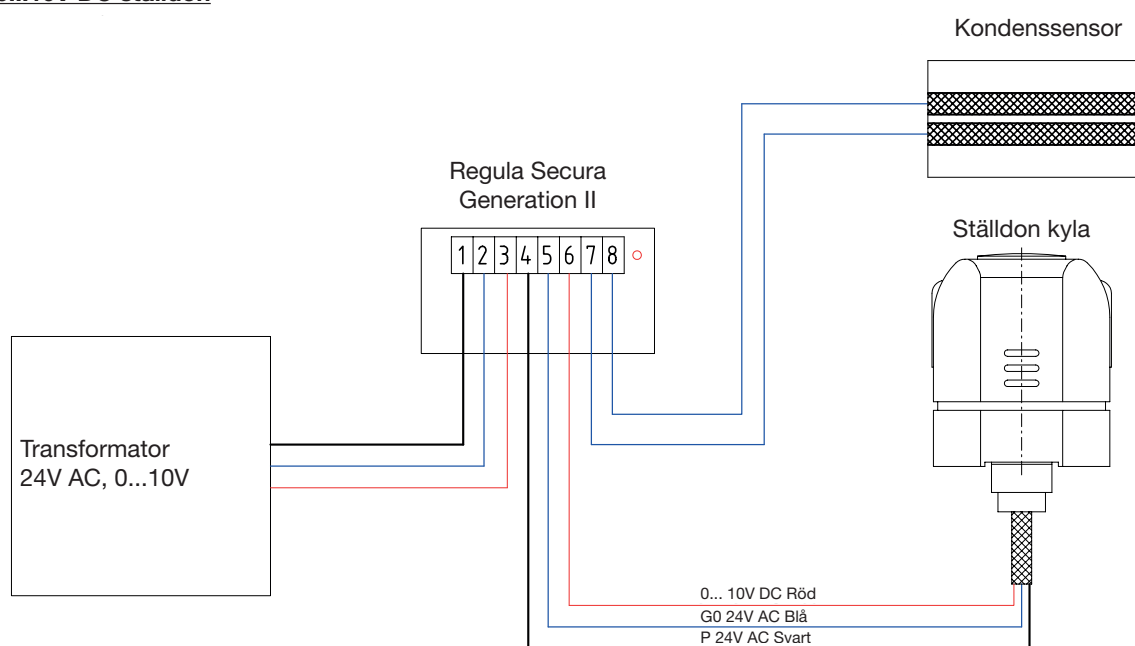 Kondenssensor
Regula Secura
Generation II
Ställdon kyla
1 2 3 4 5 6 7 8
Transformator
24V AC, 0...10V
0... 10V DC Röd
G0 24V AC Blå
P 24V AC Svart